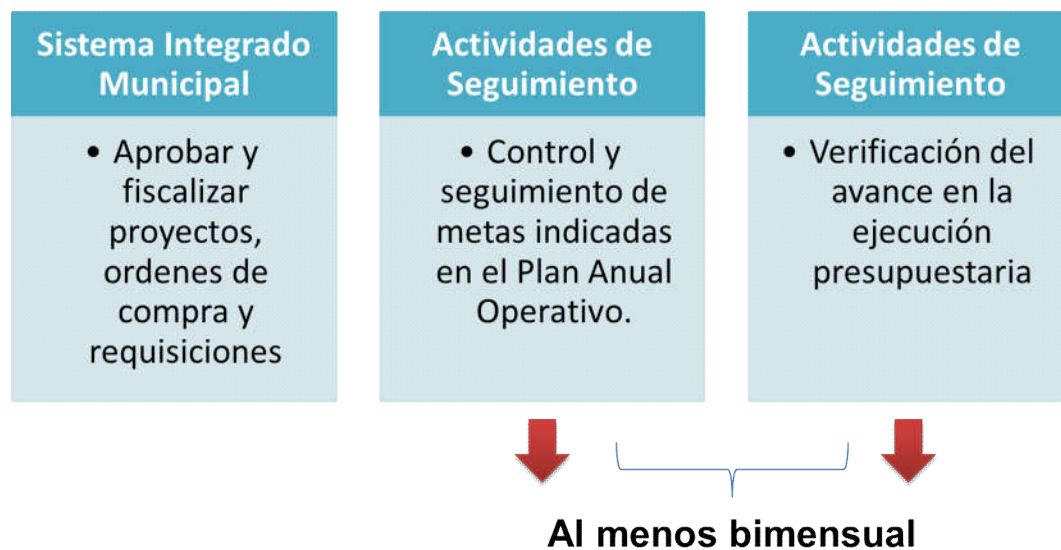 Sistema Integrado
Municipal
• Aprobar y
fiscalizar
proyectos,
ordenes de
compra y
requisiciones
Actividades de
Seguimiento
• Control y
seguimiento de
metas indicadas
en el Plan Anual
Operativo.
Actividades de
Seguimiento
• Verificación del
avance en la
ejecución
presupuestaria
Al menos bimensual